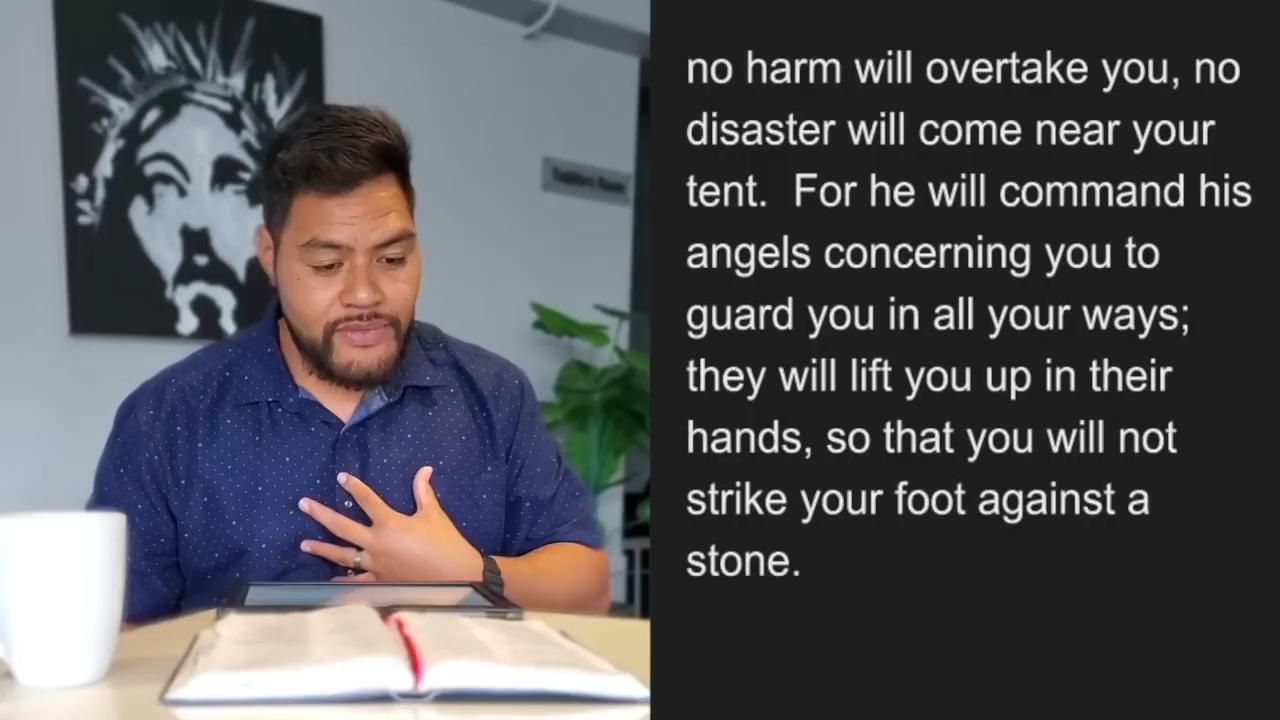 no harm will overtake you, no
disaster will come near your
tent.  For he will command his
angels concerning you to
guard you in all your ways;
they will lift you up in their
hands, so that you will not
strike your foot against a
stone.